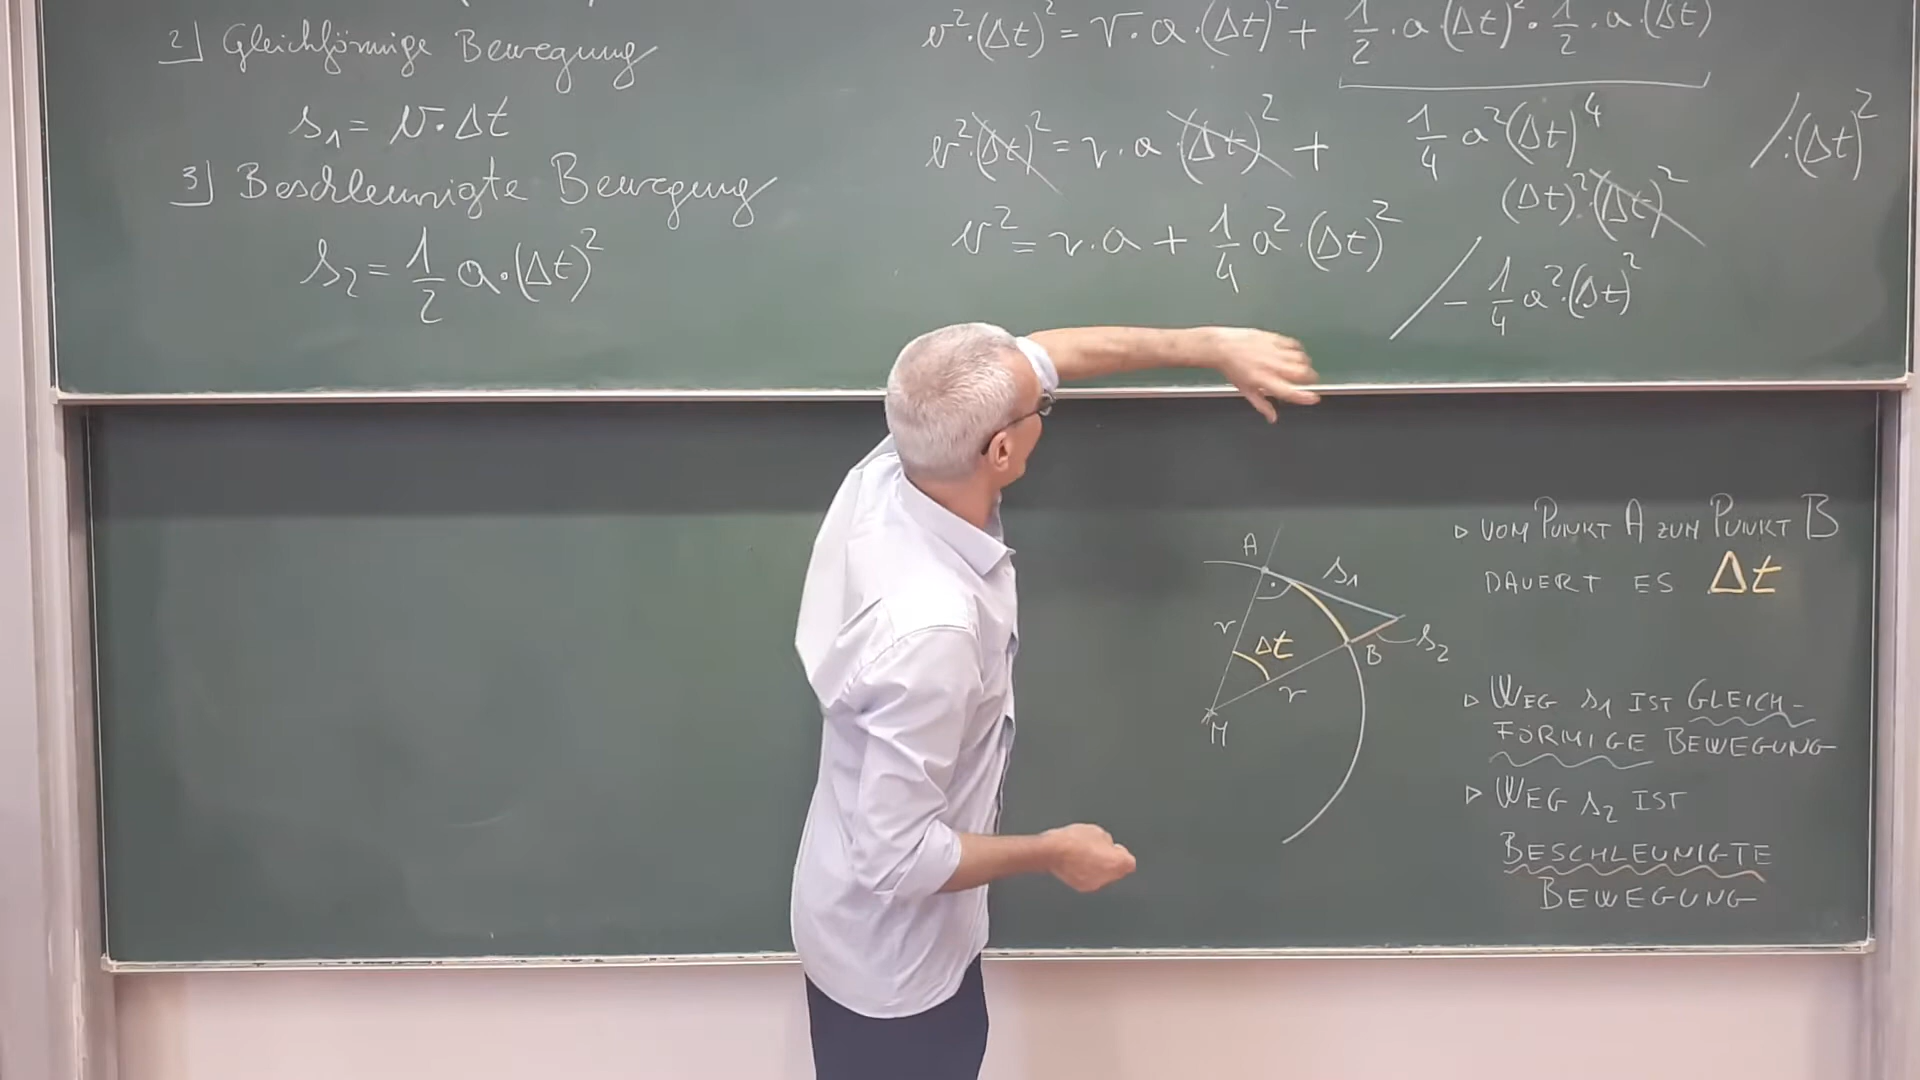 2] Gleichförmige Bewegung
s₁ = v · Δt
3] Beschleunigte Bewegung
s₂ = 1/2 a · (Δt)²
v² · (Δt)² = r · a · (Δt)² + 1/2 · a (Δt)² · 1/2 · a (Δt)
v² · (Δt)² = r · a · (Δt)² + 1/4 a² (Δt)⁴ / : (Δt)²
(Δt)² · (Δt)²
v² = r · a + 1/4 a² · (Δt)² / - 1/4 a² · (Δt)²
A
s₁
r
Δt
B
s₂
r
M
▷ VOM PUNKT A ZUM PUNKT B
DAUERT ES Δt
▷ WEG s₁ IST GLEICH-
FÖRMIGE BEWEGUNG
▷ WEG s₂ IST
BESCHLEUNIGTE
BEWEGUNG